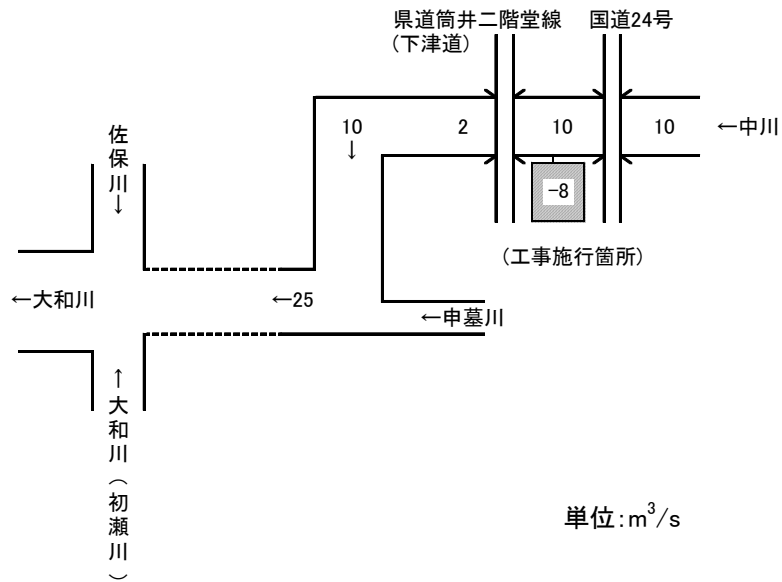 県道筒井二階堂線
(下津道)
国道24号
佐保川↓
10
↓
2
10
10
←中川
-8
(工事施行箇所)
←大和川
←25
←申墓川
↑大和川（初瀬川）
単位:m³/s